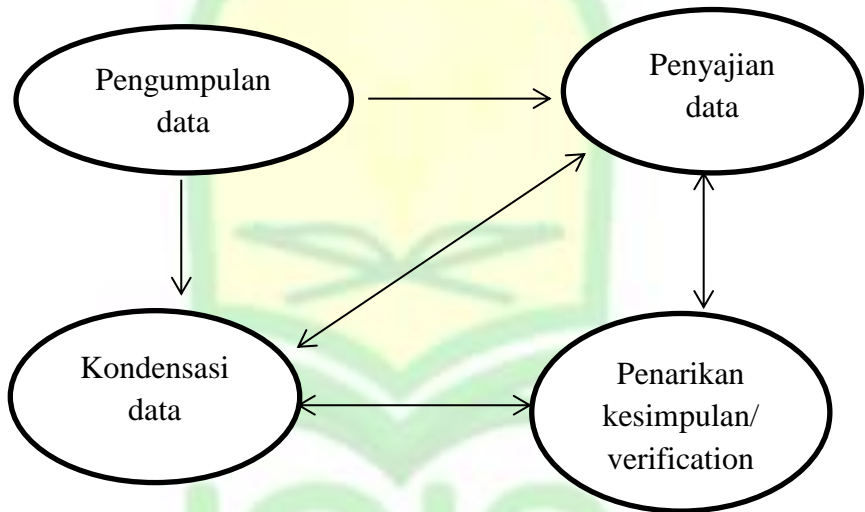 Pengumpulan
data
Penyajian
data
Kondensasi
data
Penarikan
kesimpulan/
verification